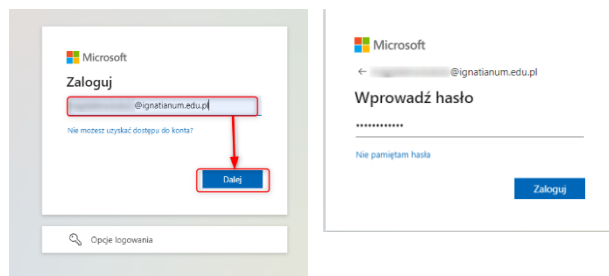 Microsoft
Zaloguj
@ignatianum.edu.pl
Nie możesz uzyskać dostępu do konta?
Dalej
Opcje logowania
Microsoft
← @ignatianum.edu.pl
Wprowadź hasło
••••••••••••
Nie pamiętam hasła
Zaloguj